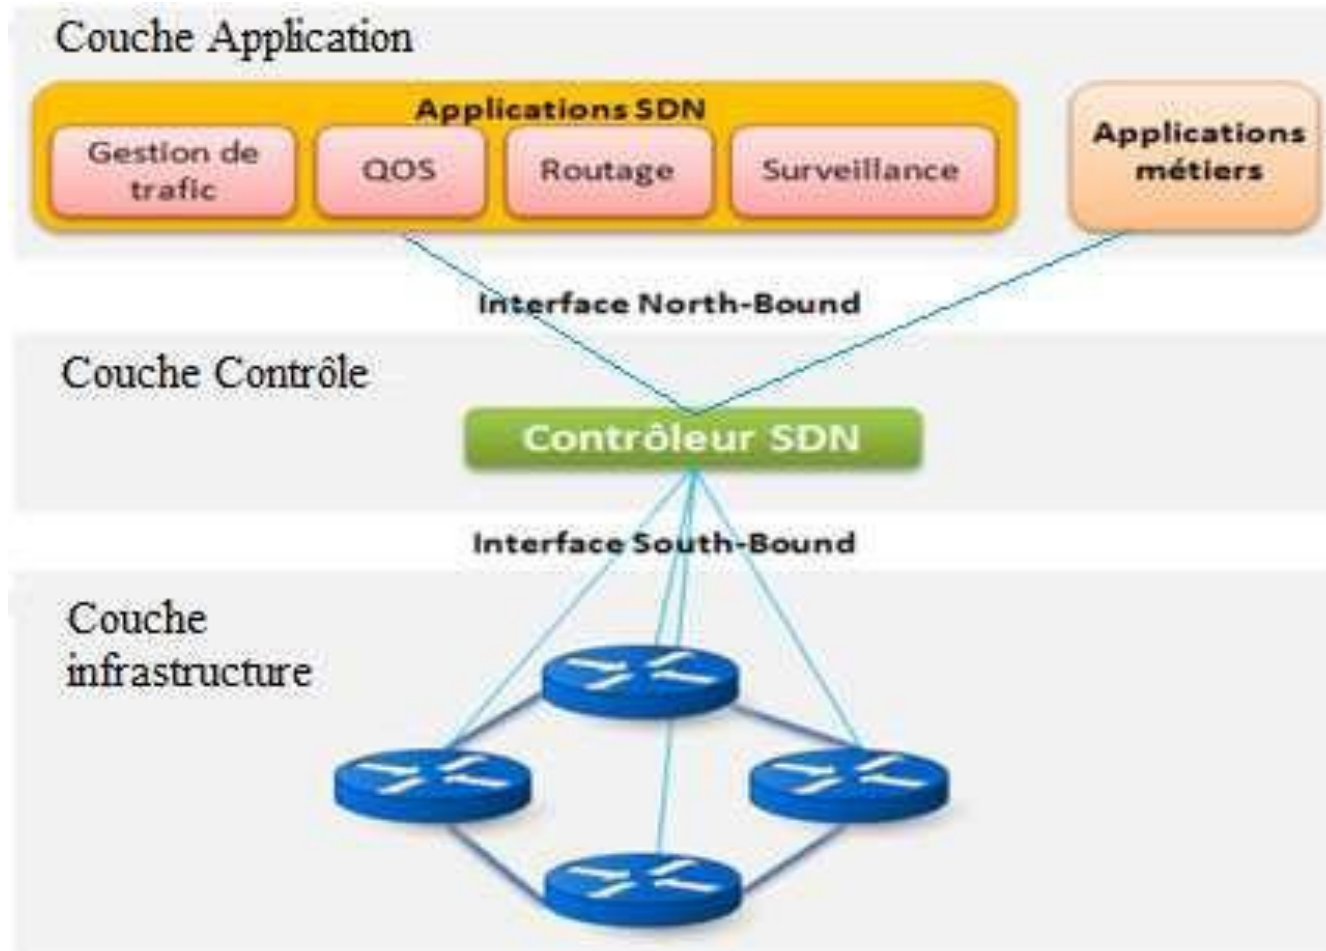 Couche Application
Applications SDN
Gestion de
trafic
QOS
Routage
Surveillance
Applications
métiers
Interface North-Bound
Couche Contrôle
Contrôleur SDN
Interface South-Bound
Couche
infrastructure